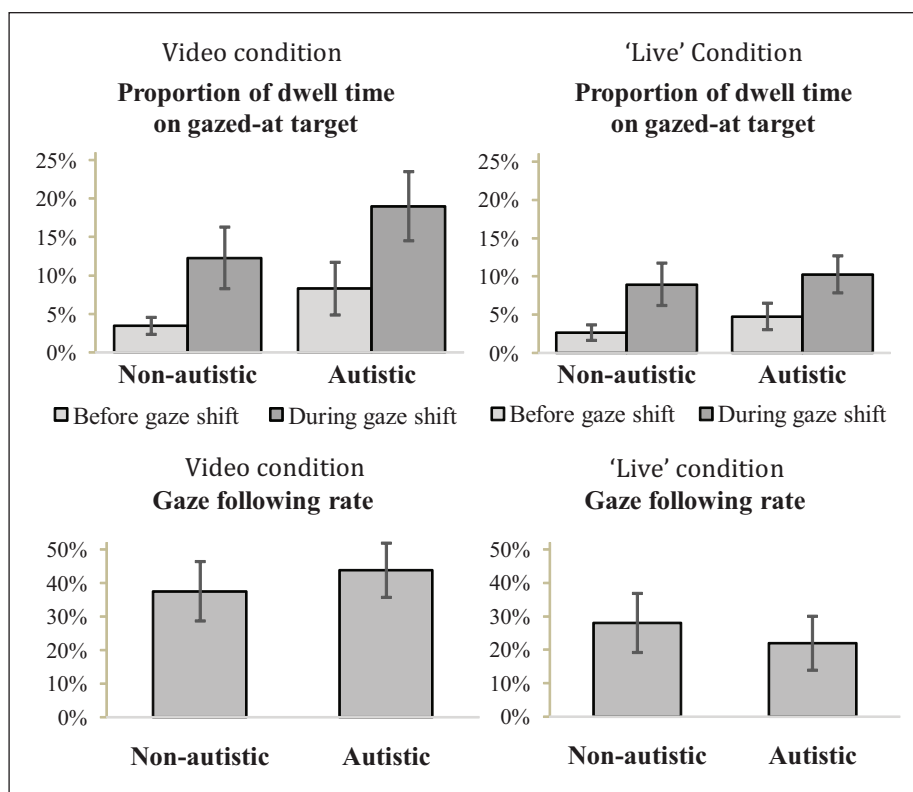 Video condition
Proportion of dwell time
on gazed-at target
25%
20%
15%
10%
5%
0%
Non-autistic Autistic
Before gaze shift During gaze shift
‘Live’ Condition
Proportion of dwell time
on gazed-at target
25%
20%
15%
10%
5%
0%
Non-autistic Autistic
Before gaze shift During gaze shift
Video condition
Gaze following rate
50%
40%
30%
20%
10%
0%
Non-autistic Autistic
‘Live’ condition
Gaze following rate
50%
40%
30%
20%
10%
0%
Non-autistic Autistic